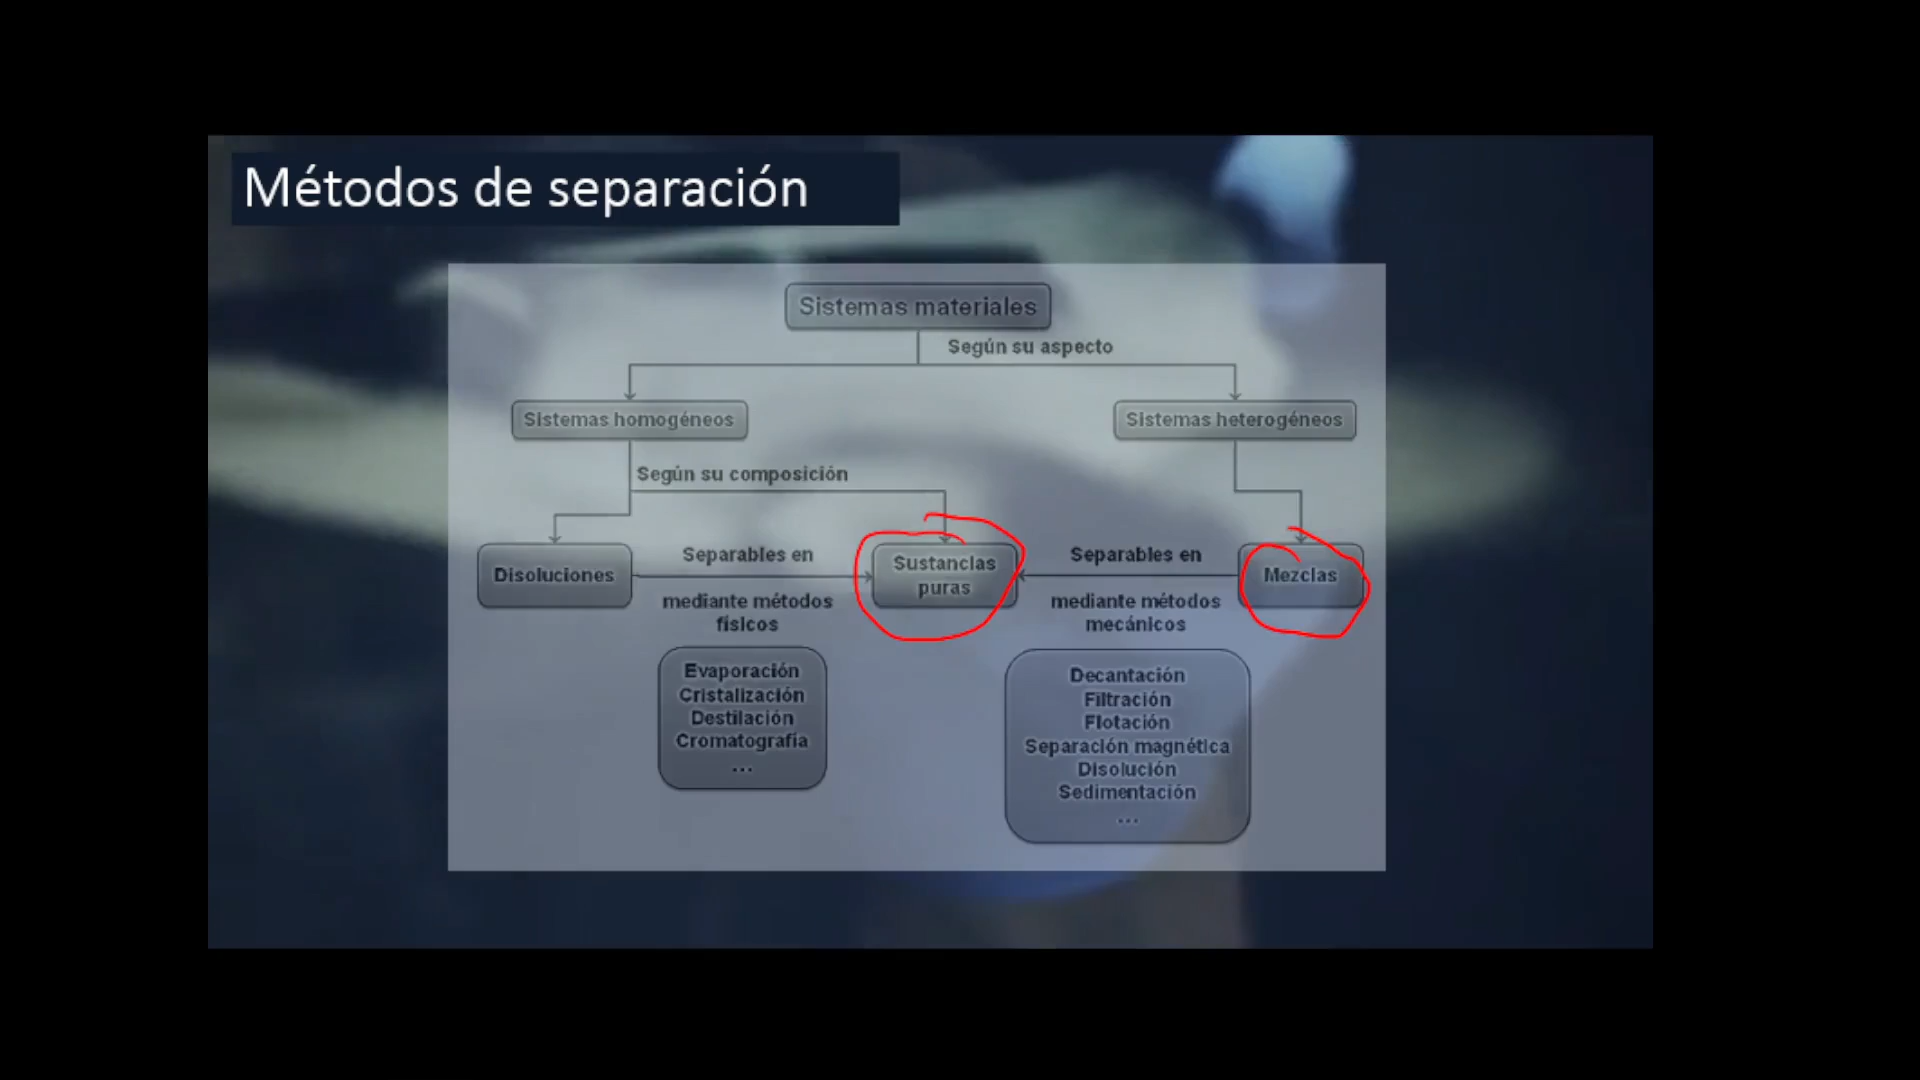 Métodos de separación
Sistemas materiales
Según su aspecto
Sistemas homogéneos
Sistemas heterogéneos
Según su composición
Disoluciones
Separables en
mediante métodos
físicos
Sustancias
puras
Separables en
mediante métodos
mecánicos
Mezclas
Evaporación
Cristalización
Destilación
Cromatografía
...
Decantación
Filtración
Flotación
Separación magnética
Disolución
Sedimentación
...